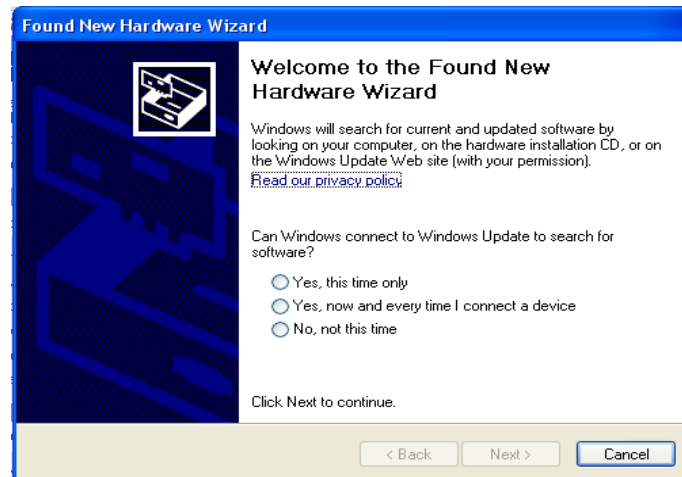 Found New Hardware Wizard
Welcome to the Found New
Hardware Wizard
Windows will search for current and updated software by
looking on your computer, on the hardware installation CD, or on
the Windows Update Web site (with your permission).
Read our privacy policy
Can Windows connect to Windows Update to search for
software?
Yes, this time only
Yes, now and every time I connect a device
No, not this time
Click Next to continue.
< Back
Next >
Cancel